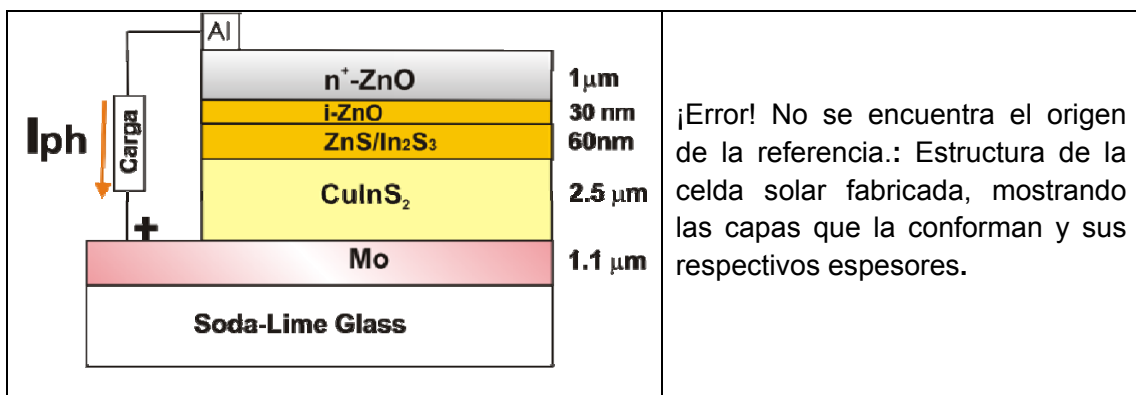 Al
n⁺-ZnO
1µm
i-ZnO
30 nm
ZnS/In₂S₃
60nm
Iph
Carga
CuInS₂
2.5 µm
+
Mo
1.1 µm
Soda-Lime Glass
¡Error! No se encuentra el origen
de la referencia.: Estructura de la
celda solar fabricada, mostrando
las capas que la conforman y sus
respectivos espesores.